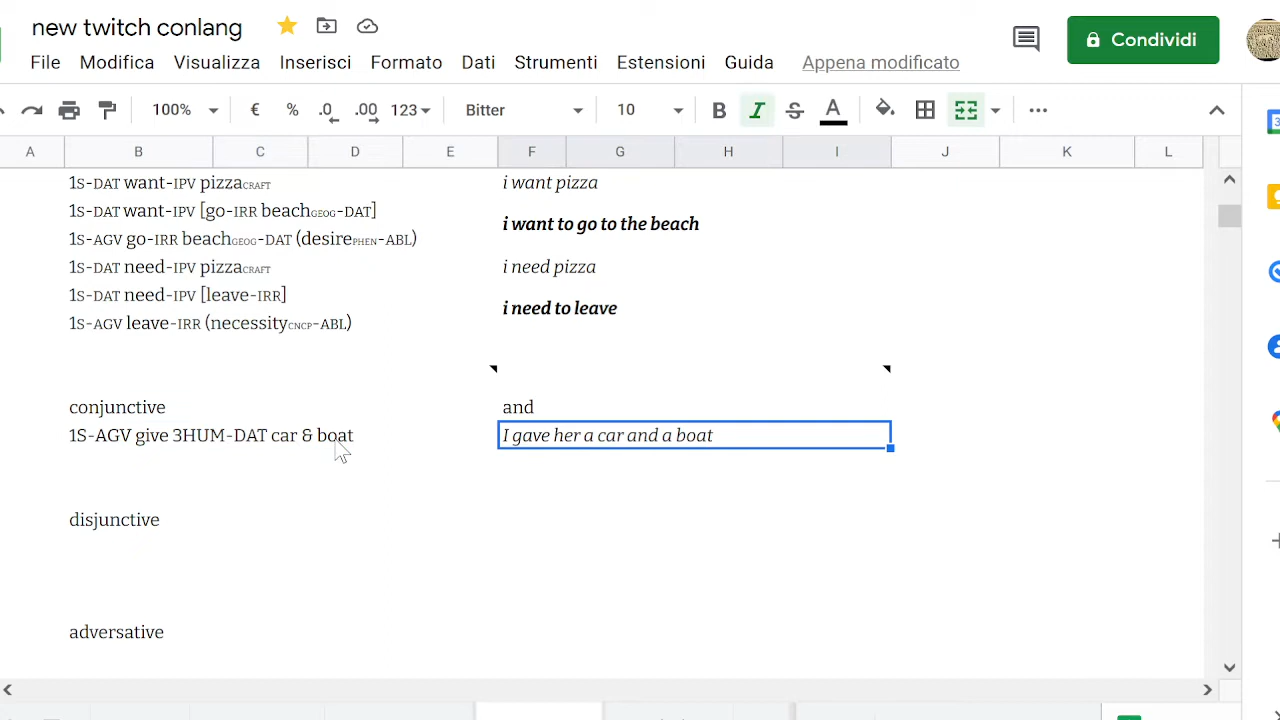 new twitch conlang
Condividi
File Modifica Visualizza Inserisci Formato Dati Strumenti Estensioni Guida Appena modificato
100% € % .0 .00 123 Bitter 10 B I S A
A B C D E F G H I J K L
1S-DAT want-IPV pizzaCRAFT i want pizza
1S-DAT want-IPV [go-IRR beachGEOG-DAT]
i want to go to the beach
1S-AGV go-IRR beachGEOG-DAT (desirePHEN-ABL)
1S-DAT need-IPV pizzaCRAFT i need pizza
1S-DAT need-IPV [leave-IRR]
i need to leave
1S-AGV leave-IRR (necessityCNCP-ABL)
conjunctive and
1S-AGV give 3HUM-DAT car & boat I gave her a car and a boat
disjunctive
adversative